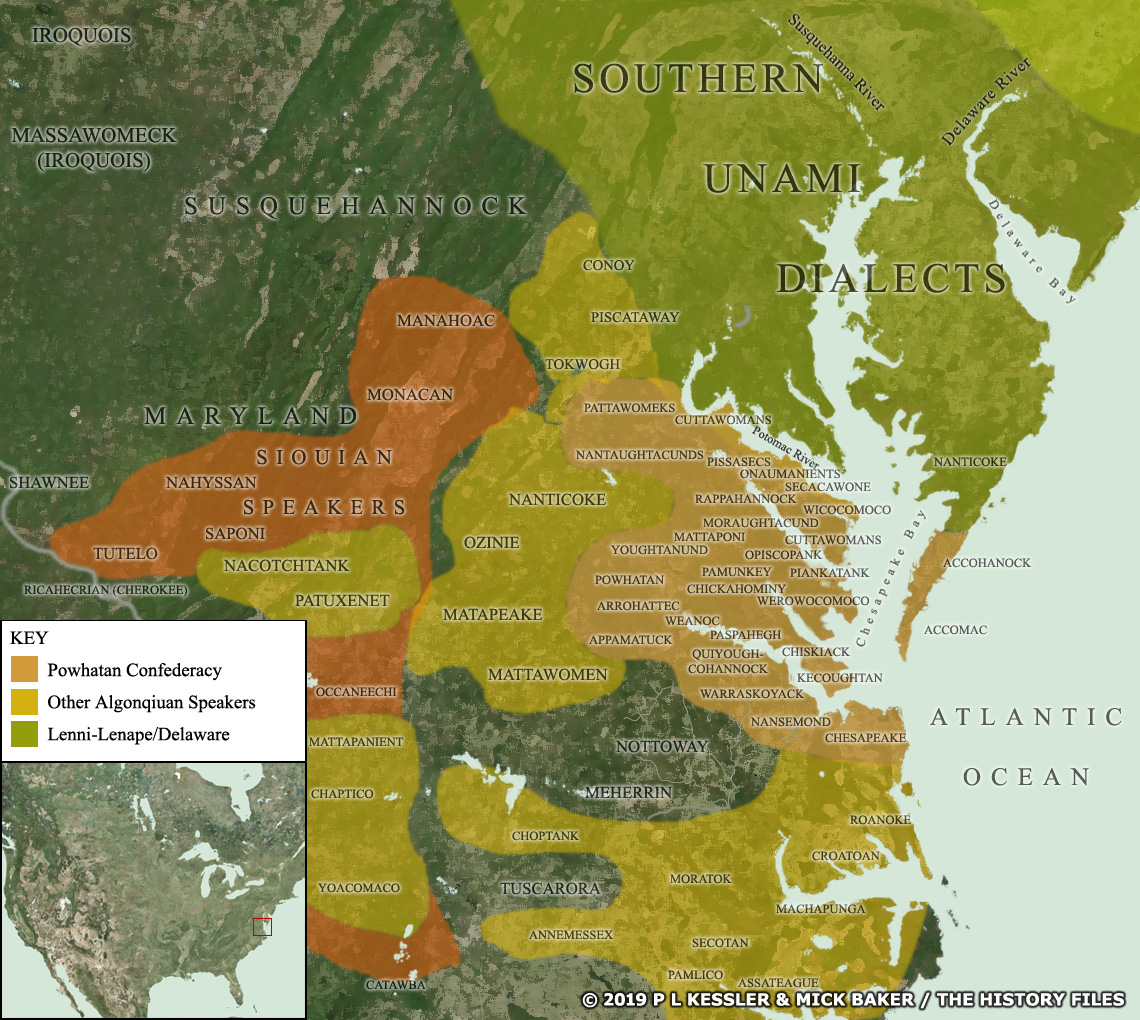 IROQUOIS
MASSAWOMECK
(IROQUOIS)
SUSQUEHANNOCK
SOUTHERN
UNAMI
DIALECTS
Susquehanna River
Delaware River
Delaware Bay
CONOY
PISCATAWAY
TOKWOGH
MANAHOAC
MONACAN
MARYLAND
SIOUIAN
SPEAKERS
SHAWNEE
NAHYSSAN
SAPONI
TUTELO
RICAHECRIAN (CHEROKEE)
NACOTCHTANK
PATUXENET
OCCANEECHI
NANTICOKE
OZINIE
MATAPEAKE
MATTAWOMEN
PATTAWOMEKS
CUTTAWOMANS
Potomac River
NANTAUGHTACUNDS
PISSASECS
ONAUMANIENTS
SECACAWONE
RAPPAHANNOCK
WICOCOMOCO
MORAUGHTACUND
MATTAPONI
CUTTAWOMANS
YOUGHTANUND
OPISCOPANK
POWHATAN
PAMUNKEY
PIANKATANK
CHICKAHOMINY
WEROWOCOMOCO
ARROHATTEC
WEANOC
PASPAHEGH
APPAMATUCK
CHISKIACK
QUIYOUGH-
COHANNOCK
KECOUGHTAN
WARRASKOYACK
NANSEMOND
CHESAPEAKE
Chesapeake Bay
NANTICOKE
ACCOHANOCK
ACCOMAC
ATLANTIC
OCEAN
NOTTOWAY
MEHERRIN
MATTAPANIENT
CHAPTICO
YOACOMACO
CATAWBA
CHOPTANK
TUSCARORA
ANNEMESSEX
MORATOK
ROANOKE
CROATOAN
MACHAPUNGA
SECOTAN
PAMLICO
ASSATEAGUE
KEY
Powhatan Confederacy
Other Algonqiuan Speakers
Lenni-Lenape/Delaware
© 2019 P L KESSLER & MICK BAKER / THE HISTORY FILES